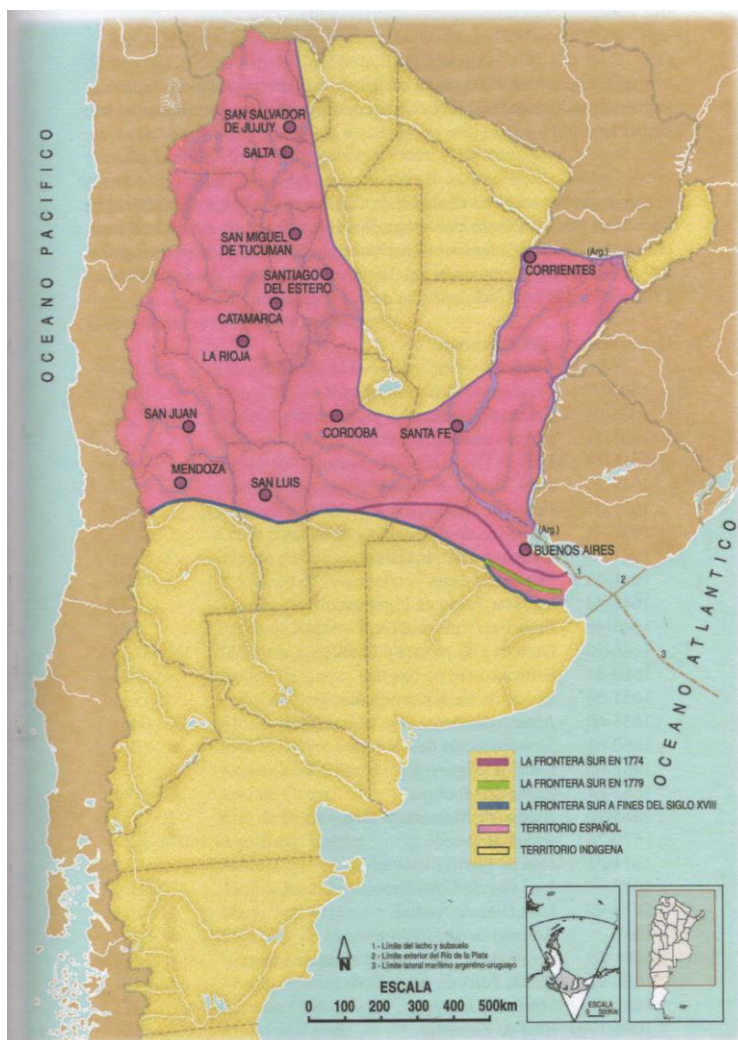 OCEANO PACIFICO
SAN SALVADOR
DE JUJUY
SALTA
SAN MIGUEL
DE TUCUMAN
SANTIAGO
DEL ESTERO
CATAMARCA
LA RIOJA
SAN JUAN
CORDOBA
SANTA FE
MENDOZA
SAN LUIS
(Arg.)
CORRIENTES
(Arg.)
BUENOS AIRES
1
2
3
OCEANO ATLANTICO
LA FRONTERA SUR EN 1774
LA FRONTERA SUR EN 1779
LA FRONTERA SUR A FINES DEL SIGLO XVIII
TERRITORIO ESPAÑOL
TERRITORIO INDIGENA
N
1 - Límite del lecho y subsuelo
2 - Límite exterior del Río de la Plata
3 - Límite lateral marítimo argentino-uruguayo
ESCALA
0 100 200 300 400 500km
ESCALA
0 500Km